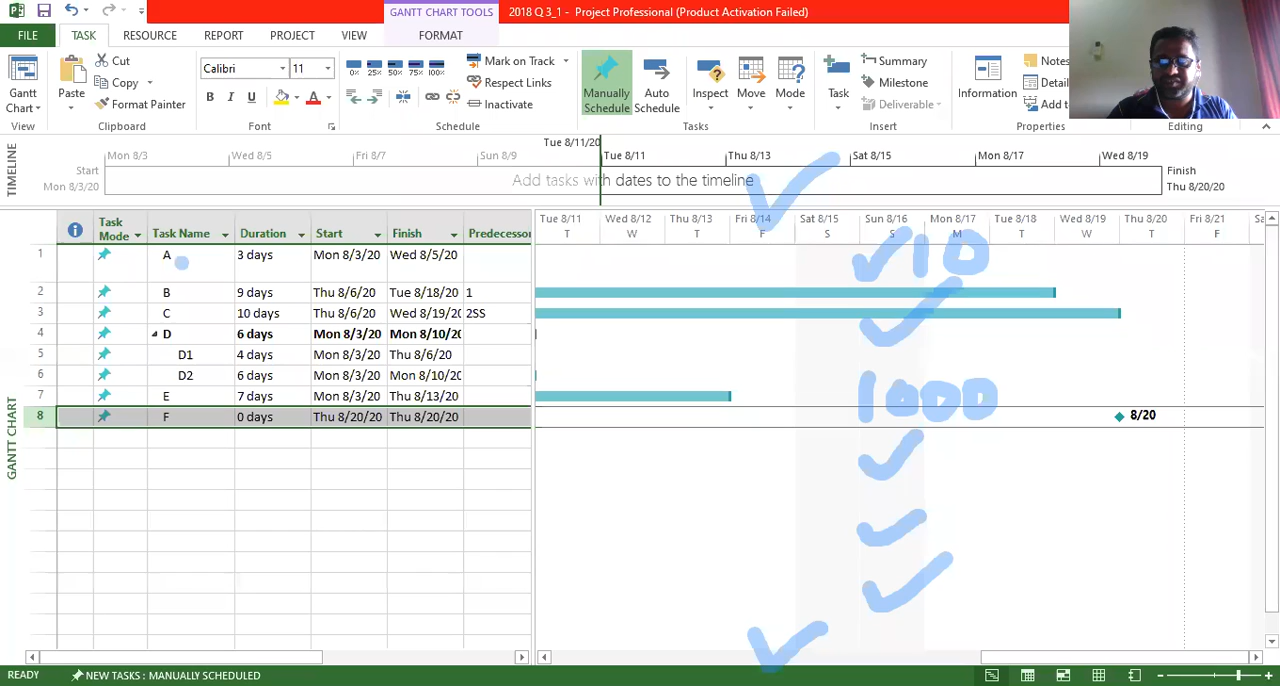 GANTT CHART TOOLS
2018 Q 3_1 - Project Professional (Product Activation Failed)
FILE TASK RESOURCE REPORT PROJECT VIEW FORMAT
Gantt Chart
View
Paste
Cut
Copy
Format Painter
Clipboard
Calibri 11
B I U A
Font
0% 25% 50% 75% 100%
Mark on Track
Respect Links
Inactivate
Schedule
Manually Schedule
Auto Schedule
Inspect
Move
Mode
Tasks
Task
Summary
Milestone
Deliverable
Insert
Information
Notes
Detail
Add t
Properties
Editing
TIMELINE
Tue 8/11/20
Mon 8/3 Wed 8/5 Fri 8/7 Sun 8/9 Tue 8/11 Thu 8/13 Sat 8/15 Mon 8/17 Wed 8/19
Start
Mon 8/3/20
Add tasks with dates to the timeline
Finish
Thu 8/20/20
GANTT CHART
Task Mode Task Name Duration Start Finish Predecessor
1 A 3 days Mon 8/3/20 Wed 8/5/20
2 B 9 days Thu 8/6/20 Tue 8/18/20 1
3 C 10 days Thu 8/6/20 Wed 8/19/20 2SS
4 D 6 days Mon 8/3/20 Mon 8/10/20
5 D1 4 days Mon 8/3/20 Thu 8/6/20
6 D2 6 days Mon 8/3/20 Mon 8/10/20
7 E 7 days Mon 8/3/20 Thu 8/13/20
8 F 0 days Thu 8/20/20 Thu 8/20/20
Tue 8/11 Wed 8/12 Thu 8/13 Fri 8/14 Sat 8/15 Sun 8/16 Mon 8/17 Tue 8/18 Wed 8/19 Thu 8/20 Fri 8/21 Sa
T W T F S S M T W T F
10
1000
8/20
READY NEW TASKS : MANUALLY SCHEDULED